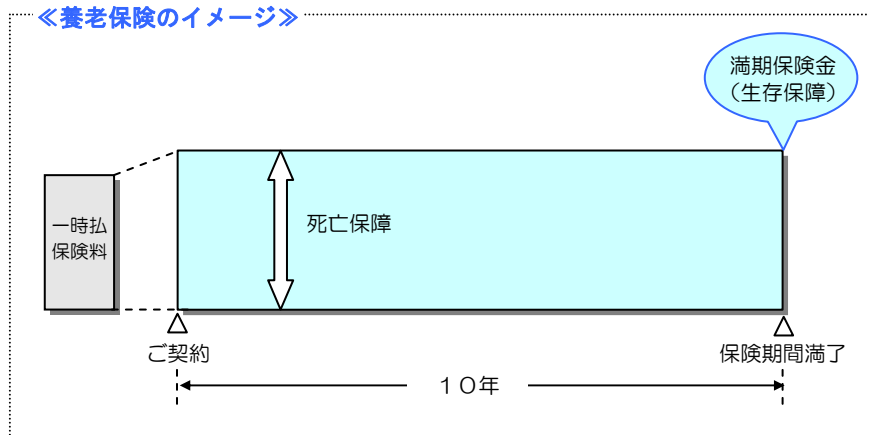 ≪養老保険のイメージ≫
満期保険金
（生存保障）
一時払
保険料
死亡保障
ご契約
保険期間満了
１０年